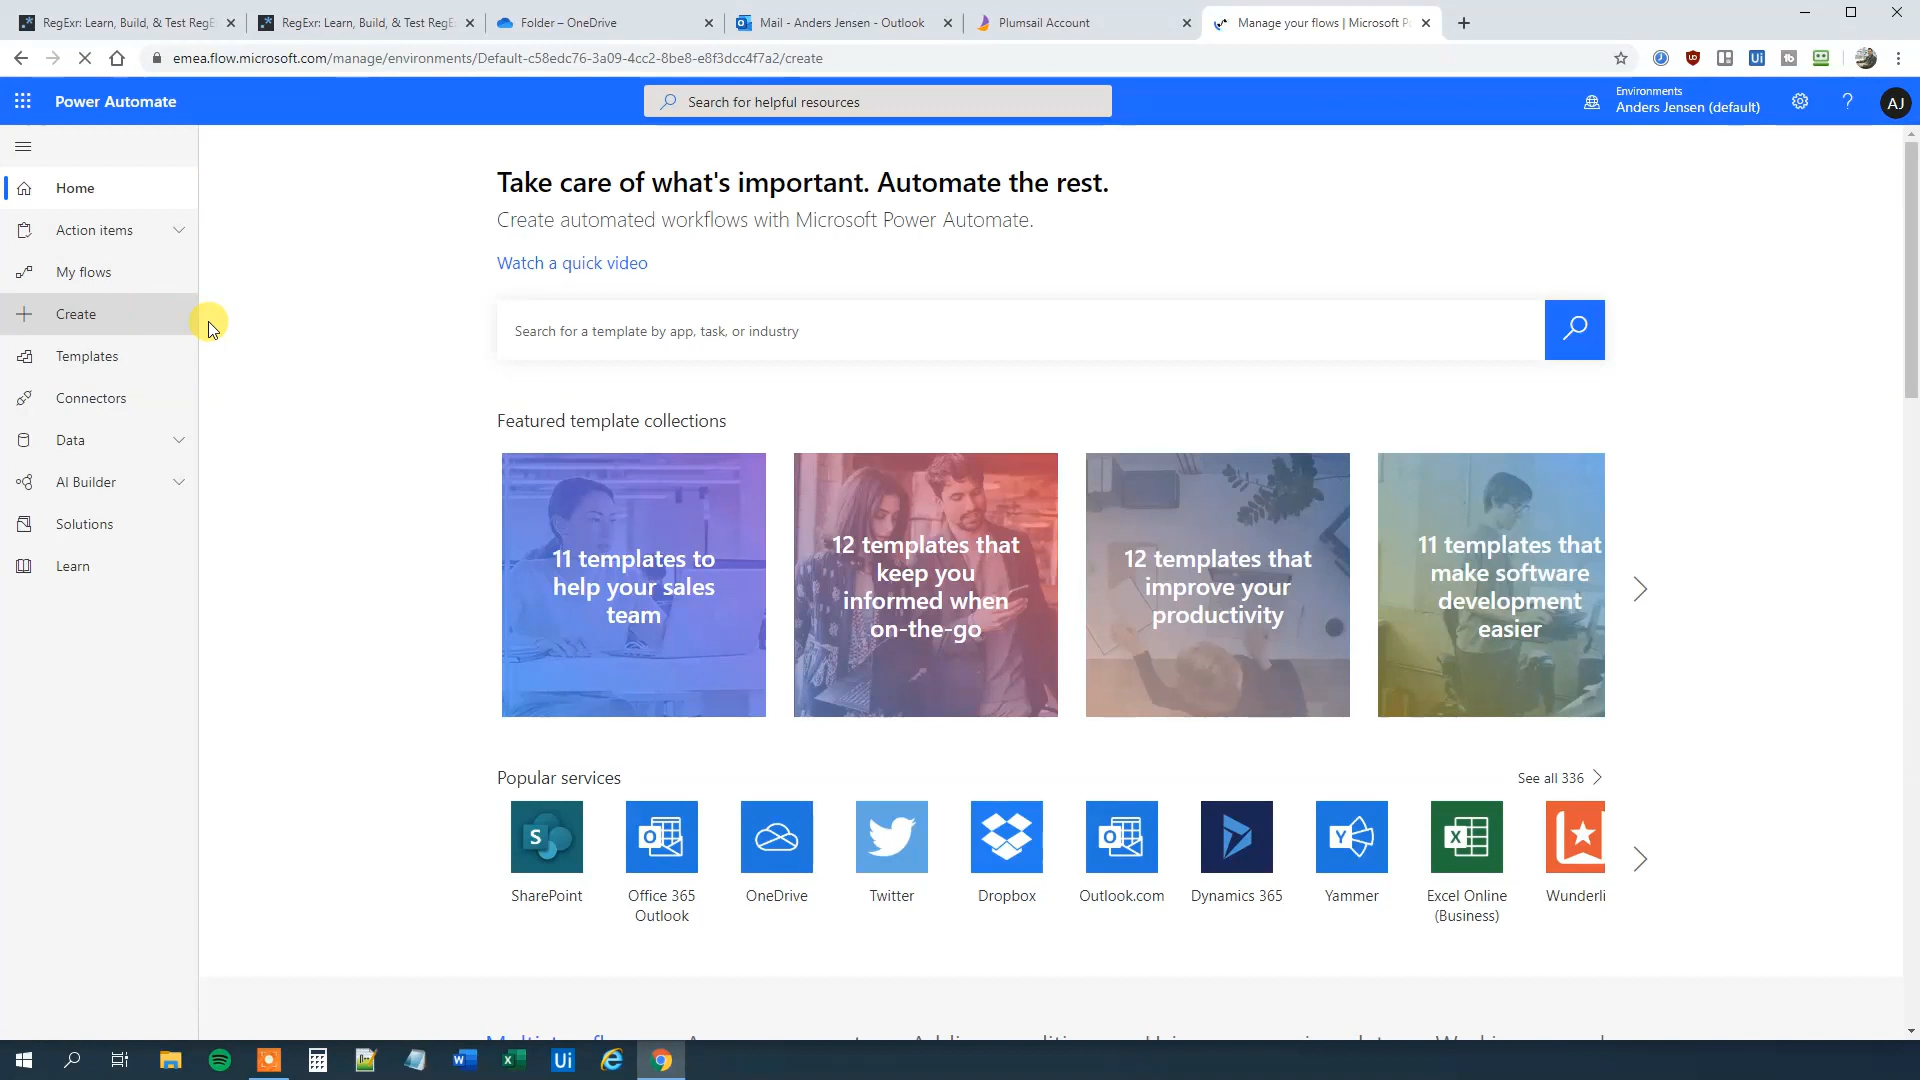 RegExr: Learn, Build, & Test RegE
RegExr: Learn, Build, & Test RegE
Folder – OneDrive
Mail - Anders Jensen - Outlook
Plumsail Account
Manage your flows | Microsoft P
emea.flow.microsoft.com/manage/environments/Default-c58edc76-3a09-4cc2-8be8-e8f3dcc4f7a2/create
Power Automate
Search for helpful resources
Environments
Anders Jensen (default)
AJ
Home
Action items
My flows
Create
Templates
Connectors
Data
AI Builder
Solutions
Learn
Take care of what's important. Automate the rest.
Create automated workflows with Microsoft Power Automate.
Watch a quick video
Search for a template by app, task, or industry
Featured template collections
11 templates to
help your sales
team
12 templates that
keep you
informed when
on-the-go
12 templates that
improve your
productivity
11 templates that
make software
development
easier
Popular services
See all 336
SharePoint
Office 365
Outlook
OneDrive
Twitter
Dropbox
Outlook.com
Dynamics 365
Yammer
Excel Online
(Business)
Wunderli